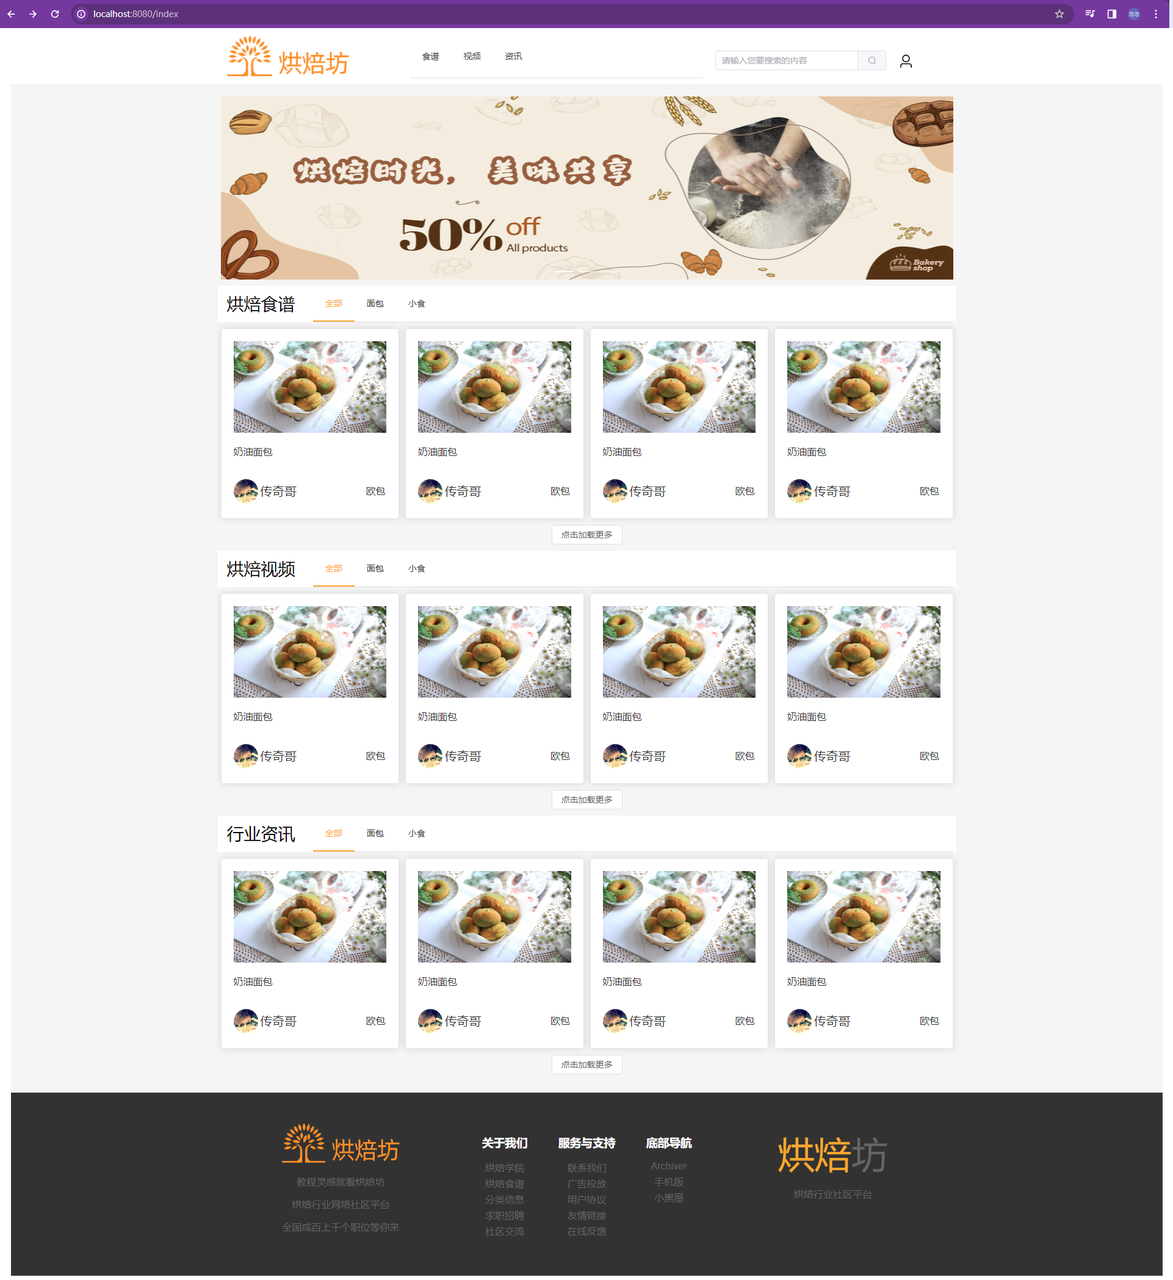 localhost:8080/index
烘焙坊
食谱 视频 资讯
请输入您要搜索的内容
烘焙时光，美味共享
50% off
All products
Bakery
shop
烘焙食谱 全部 面包 小食
奶油面包 奶油面包 奶油面包 奶油面包
传奇哥 欧包 传奇哥 欧包 传奇哥 欧包 传奇哥 欧包
点击加载更多
烘焙视频 全部 面包 小食
奶油面包 奶油面包 奶油面包 奶油面包
传奇哥 欧包 传奇哥 欧包 传奇哥 欧包 传奇哥 欧包
点击加载更多
行业资讯 全部 面包 小食
奶油面包 奶油面包 奶油面包 奶油面包
传奇哥 欧包 传奇哥 欧包 传奇哥 欧包 传奇哥 欧包
点击加载更多
烘焙坊
教程灵感就看烘焙坊
烘焙行业网络社区平台
全国成百上千个职位等你来
关于我们
烘焙学院
烘焙食谱
分类信息
求职招聘
社区交流
服务与支持
联系我们
广告投放
用户协议
友情链接
在线反馈
底部导航
Archiver
手机版
小黑屋
烘焙坊
烘焙行业社区平台